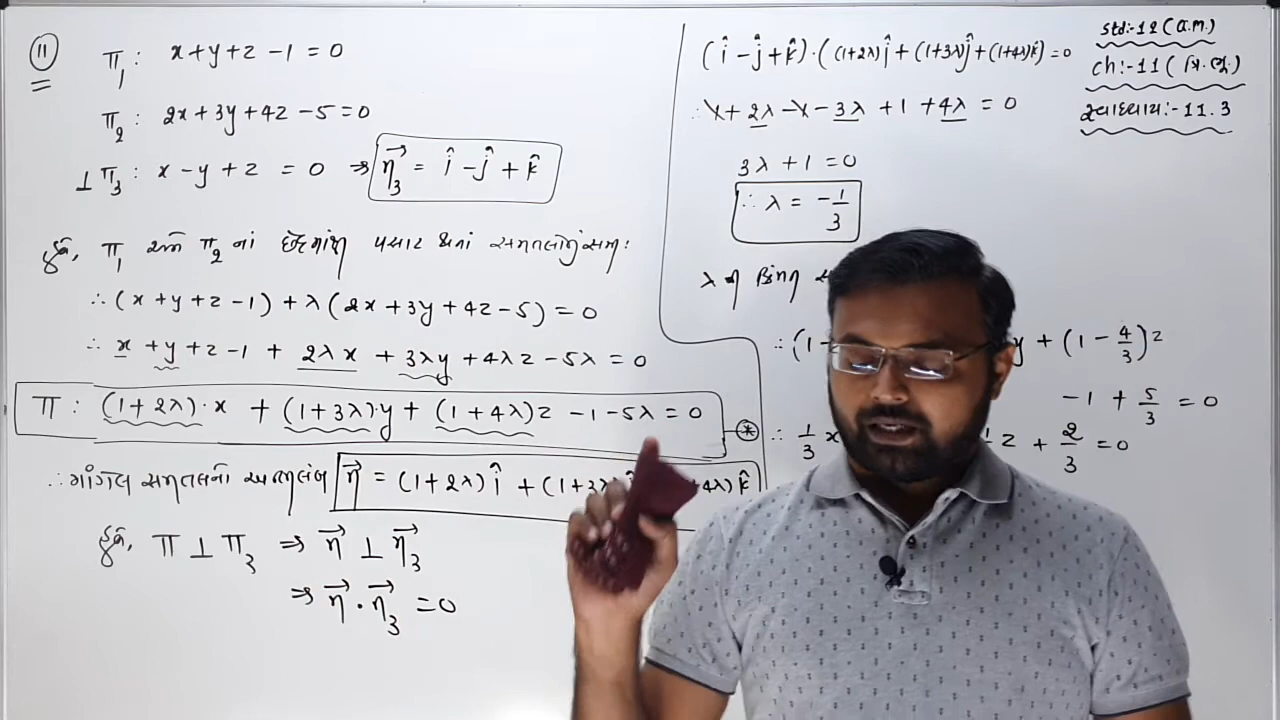 11
π₁ : x + y + z - 1 = 0
π₂ : 2x + 3y + 4z - 5 = 0
⊥ π₃ : x - y + z = 0 ⇒ n⃗₃ = î - ĵ + k̂
હવે, π₁ અને π₂ નાં છેદમાંથી પસાર થતાં સમતલોનું સમ:
∴ (x + y + z - 1) + λ(2x + 3y + 4z - 5) = 0
∴ x + y + z - 1 + 2λx + 3λy + 4λz - 5λ = 0
π : (1+2λ)·x + (1+3λ)·y + (1+4λ)z - 1 - 5λ = 0 ⊛
∴ માંગેલ સમતલનો અભિલંબ n⃗ = (1+2λ)î + (1+3λ) 4λ)k̂
હવે, π ⊥ π₃ ⇒ n⃗ ⊥ n⃗₃
⇒ n⃗ · n⃗₃ = 0
(î - ĵ + k̂)·((1+2λ)î + (1+3λ)ĵ + (1+4λ)k̂) = 0
∴ 1 + 2λ - 1 - 3λ + 1 + 4λ = 0
3λ + 1 = 0
∴ λ = -1/3
λ ની કિંમત
∴ (1- y + (1 - 4/3)z
-1 + 5/3 = 0
∴ 1/3 x z + 2/3 = 0
Std:-12 (G.M.)
Ch:-11 (ત્રિ.ભૂ.)
સ્વાધ્યાય:-11.3